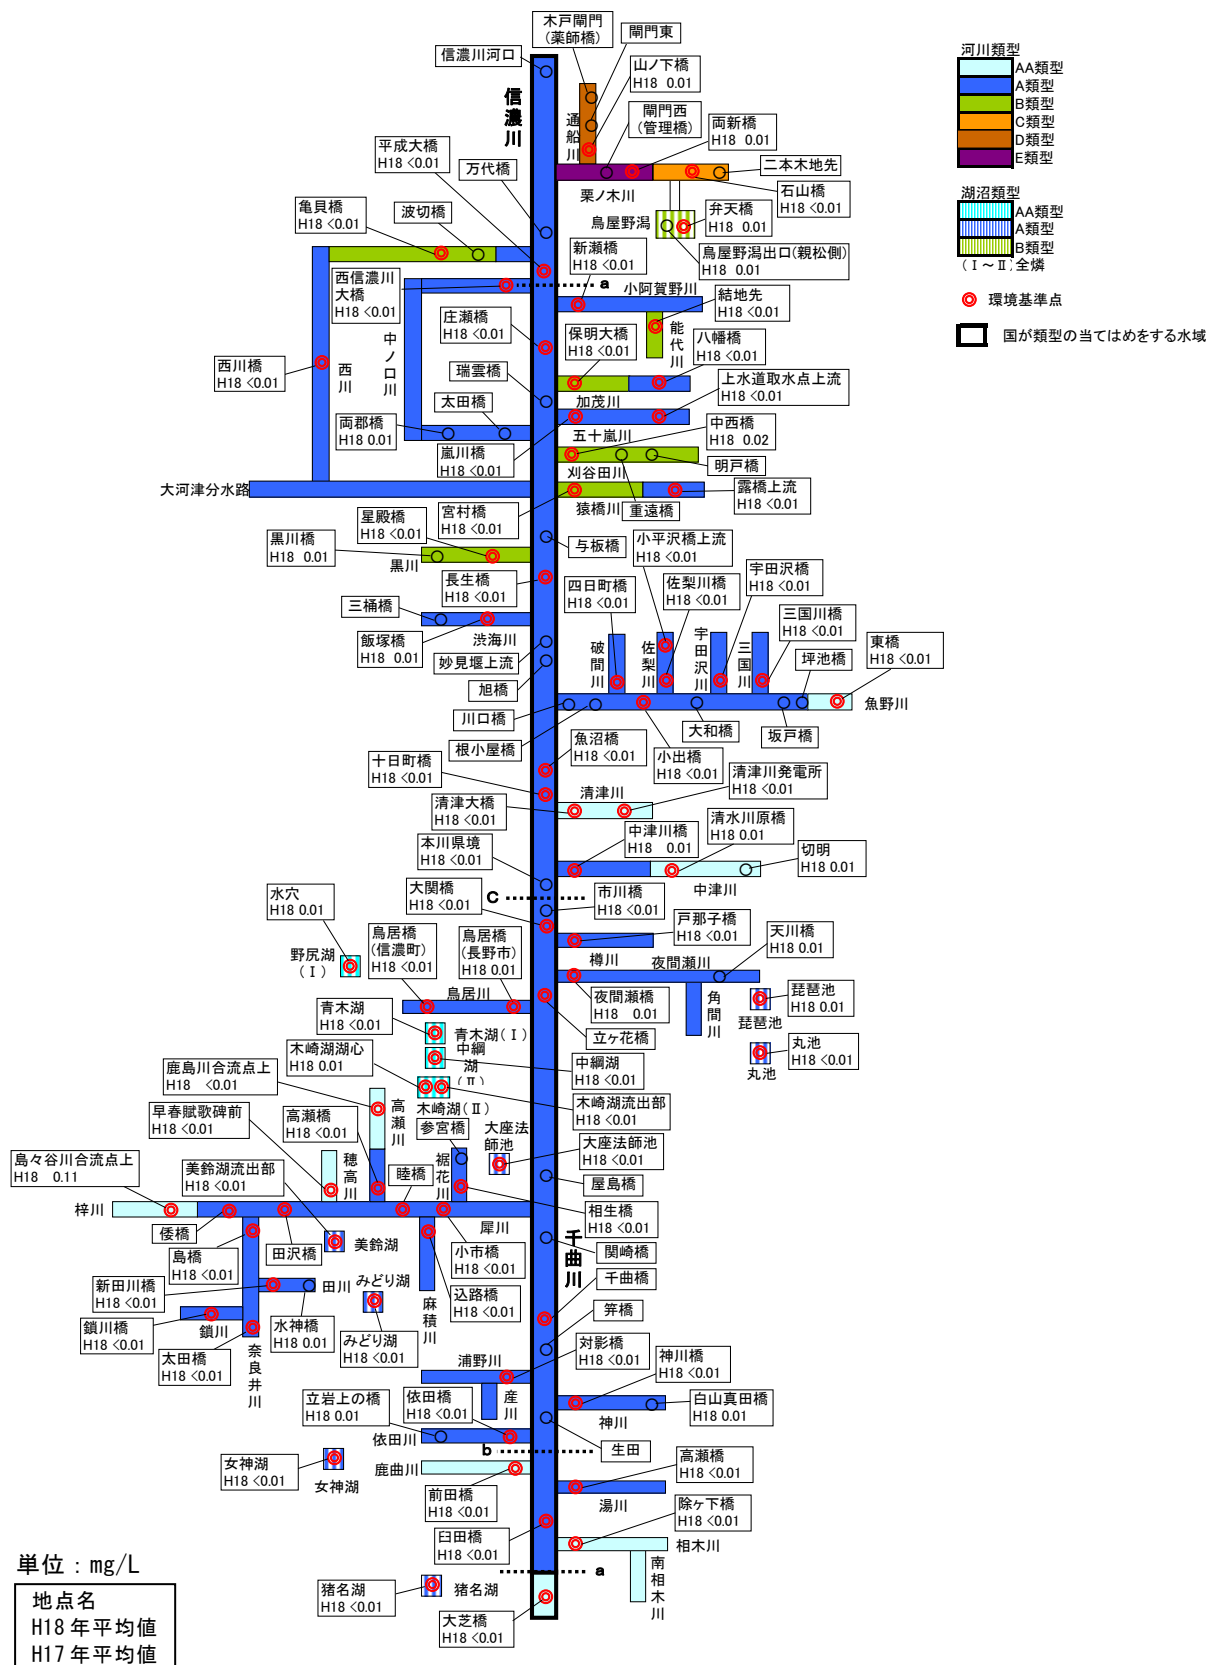 木戸閘門
(薬師橋)
閘門東
信濃川河口
山ノ下橋
H18 0.01
信濃川
通船川
閘門西
(管理橋)
両新橋
H18 0.01
平成大橋
H18 <0.01
万代橋
二本木地先
栗ノ木川
石山橋
H18 0.01
亀貝橋
H18 <0.01
波切橋
鳥屋野潟
弁天橋
H18 0.01
新瀬橋
H18 <0.01
鳥屋野潟出口(親松側)
H18 0.01
西信濃川
大橋
H18 <0.01
a
小阿賀野川
結地先
H18 <0.01
庄瀬橋
H18 <0.01
中ノ口川
保明大橋
H18 <0.01
能代川
八幡橋
H18 <0.01
西川橋
H18 <0.01
西川
瑞雲橋
上水道取水点上流
H18 <0.01
加茂川
太田橋
両郡橋
H18 0.01
五十嵐川
中西橋
H18 0.02
嵐川橋
H18 <0.01
明戸橋
刈谷田川
大河津分水路
露橋上流
H18 <0.01
宮村橋
H18 <0.01
猿橋川
重遠橋
星殿橋
H18 <0.01
黒川橋
H18 0.01
与板橋
小平沢橋上流
H18 <0.01
黒川
長生橋
H18 <0.01
四日町橋
H18 <0.01
佐梨川橋
H18 <0.01
宇田沢橋
H18 <0.01
三桶橋
三国川橋
H18 <0.01
飯塚橋
H18 0.01
渋海川
破間川
佐梨川
宇田沢川
三国川
東橋
H18 <0.01
妙見堰上流
坪池橋
旭橋
魚野川
川口橋
大和橋
坂戸橋
根小屋橋
魚沼橋
H18 <0.01
小出橋
H18 <0.01
十日町橋
H18 <0.01
清津川
清津川発電所
H18 <0.01
清津大橋
H18 <0.01
中津川橋
H18 0.01
清水川原橋
H18 0.01
本川県境
H18 <0.01
切明
H18 0.01
中津川
大関橋
H18 <0.01
C
市川橋
H18 <0.01
水穴
H18 0.01
戸那子橋
H18 <0.01
天川橋
H18 0.01
野尻湖
(Ⅰ)
鳥居橋
(信濃町)
H18 <0.01
鳥居橋
(長野市)
H18 0.01
樽川
夜間瀬川
鳥居川
夜間瀬橋
H18 0.01
角間川
琵琶池
琵琶池
H18 0.01
青木湖
H18 <0.01
青木湖(Ⅰ)
立ヶ花橋
木崎湖湖心
H18 0.01
中綱湖
(Ⅱ)
中綱湖
H18 <0.01
丸池
丸池
H18 <0.01
鹿島川合流点上
H18 <0.01
木崎湖(Ⅱ)
木崎湖流出部
H18 <0.01
早春賦歌碑前
H18 <0.01
高瀬橋
H18 <0.01
高瀬川
参宮橋
大座法師池
大座法師池
H18 <0.01
島々谷川合流点上
H18 0.11
美鈴湖流出部
H18 <0.01
穂高川
睦橋
裾花川
屋島橋
相生橋
H18 <0.01
梓川
倭橋
犀川
千曲川
島橋
H18 <0.01
田沢橋
美鈴湖
小市橋
H18 <0.01
関崎橋
新田川橋
H18 <0.01
田川
みどり湖
込路橋
H18 <0.01
千曲橋
麻積川
鎖川橋
H18 <0.01
鎖川
水神橋
H18 0.01
みどり湖
H18 <0.01
笄橋
太田橋
H18 <0.01
奈良井川
浦野川
対影橋
H18 <0.01
神川橋
H18 <0.01
立岩上の橋
H18 0.01
依田橋
H18 <0.01
産川
白山真田橋
H18 0.01
神川
依田川
生田
b
女神湖
H18 <0.01
女神湖
鹿曲川
高瀬橋
H18 <0.01
前田橋
H18 <0.01
湯川
除ヶ下橋
H18 <0.01
臼田橋
H18 <0.01
相木川
南相木川
猪名湖
H18 <0.01
猪名湖
a
大芝橋
H18 <0.01
単位：mg/L
地点名
H18年平均値
H17年平均値
河川類型
AA類型
A類型
B類型
C類型
D類型
E類型
湖沼類型
AA類型
A類型
B類型
(Ⅰ～Ⅱ)全燐
環境基準点
国が類型の当てはめをする水域